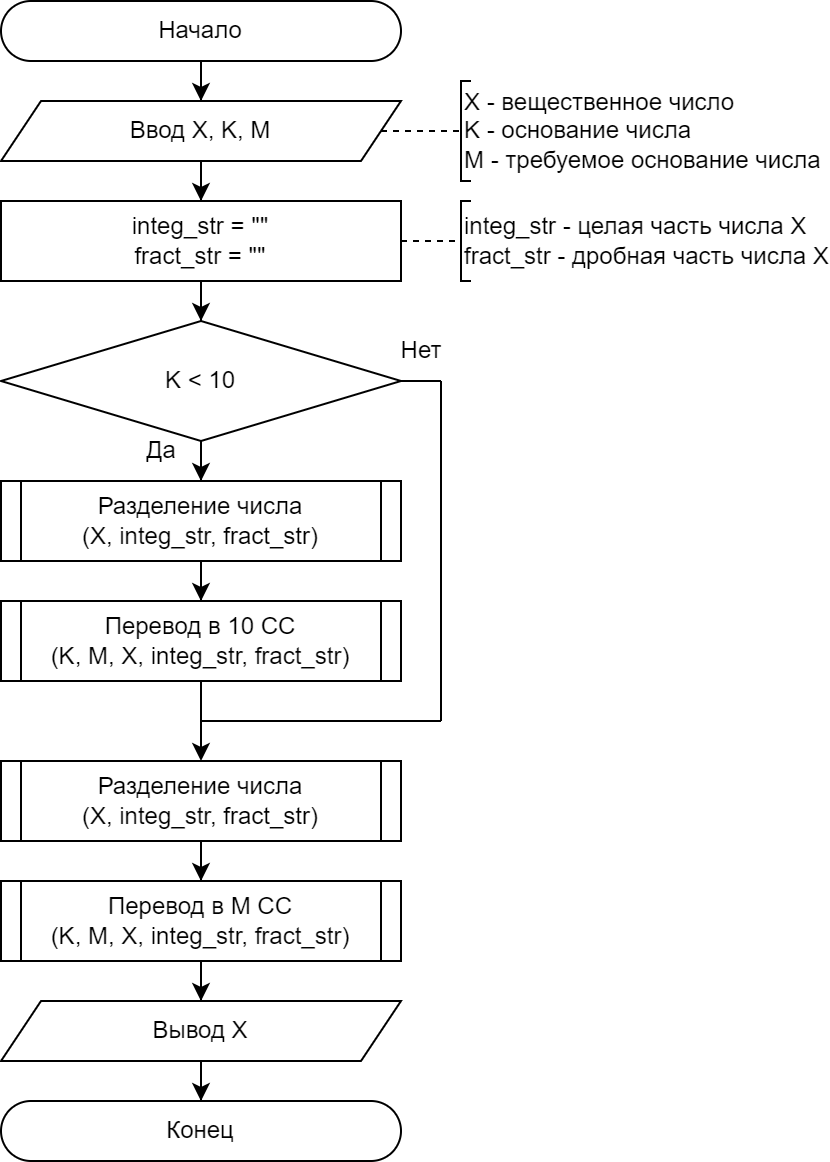 Начало
Ввод X, K, M
X - вещественное число
K - основание числа
M - требуемое основание числа
integ_str = ""
fract_str = ""
integ_str - целая часть числа X
fract_str - дробная часть числа X
K < 10
Нет
Да
Разделение числа
(X, integ_str, fract_str)
Перевод в 10 СС
(K, M, X, integ_str, fract_str)
Разделение числа
(X, integ_str, fract_str)
Перевод в M СС
(K, M, X, integ_str, fract_str)
Вывод X
Конец